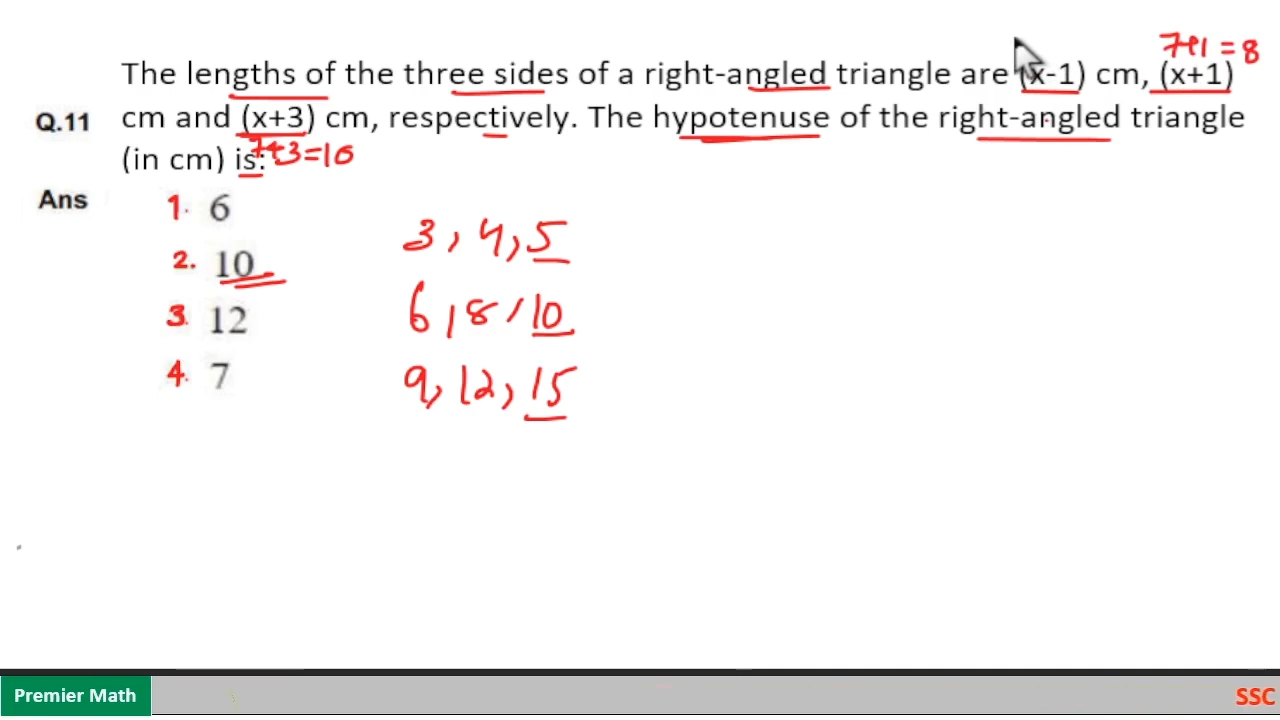 7+1 = 8
The lengths of the three sides of a right-angled triangle are (x-1) cm, (x+1)
Q.11 cm and (x+3) cm, respectively. The hypotenuse of the right-angled triangle
(in cm) is: 7+3=10
Ans
1. 6
2. 10
3. 12
4. 7
3, 4, 5
6, 8, 10
9, 12, 15
Premier Math
SSC